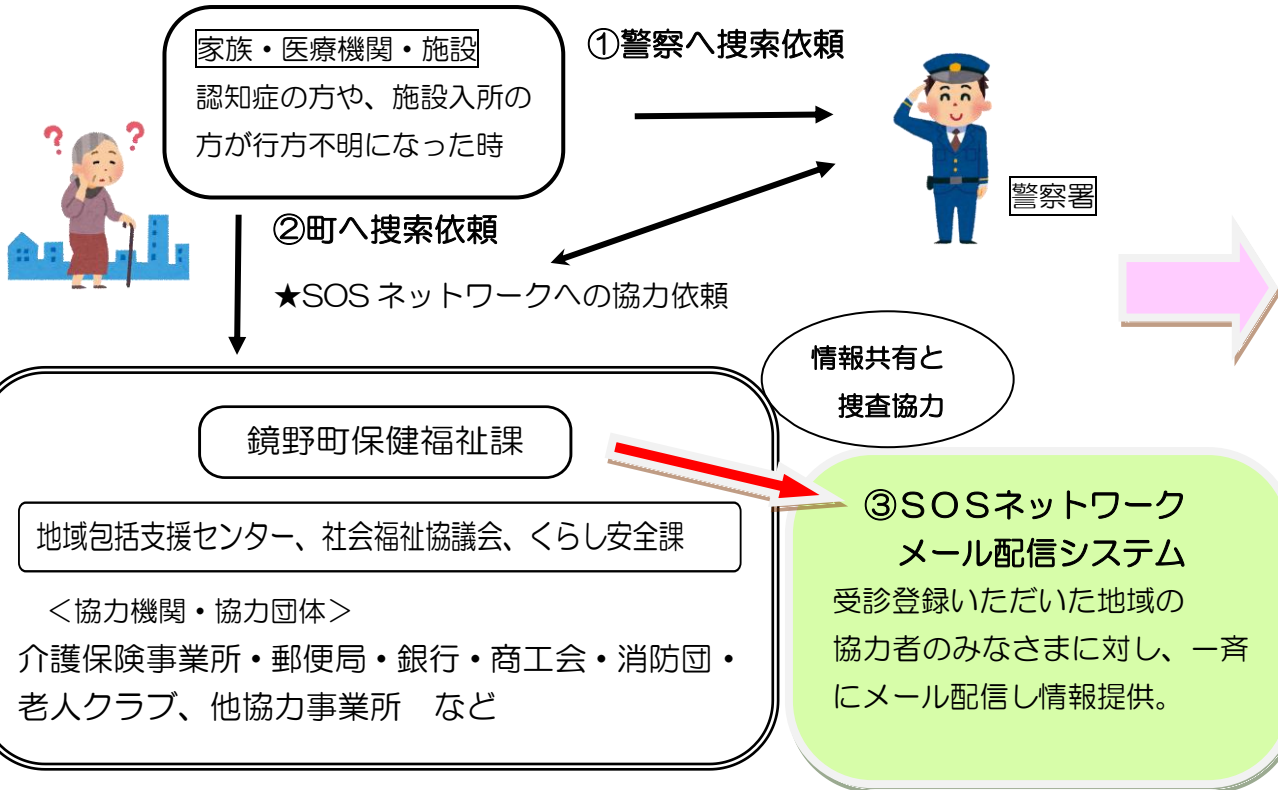 家族・医療機関・施設
認知症の方や、施設入所の
方が行方不明になった時
①警察へ捜索依頼
？ ？
警察署
②町へ捜索依頼
★SOSネットワークへの協力依頼
情報共有と
捜査協力
鏡野町保健福祉課
地域包括支援センター、社会福祉協議会、くらし安全課
＜協力機関・協力団体＞
介護保険事業所・郵便局・銀行・商工会・消防団・
老人クラブ、他協力事業所　など
③ＳＯＳネットワーク
メール配信システム
受診登録いただいた地域の
協力者のみなさまに対し、一斉
にメール配信し情報提供。